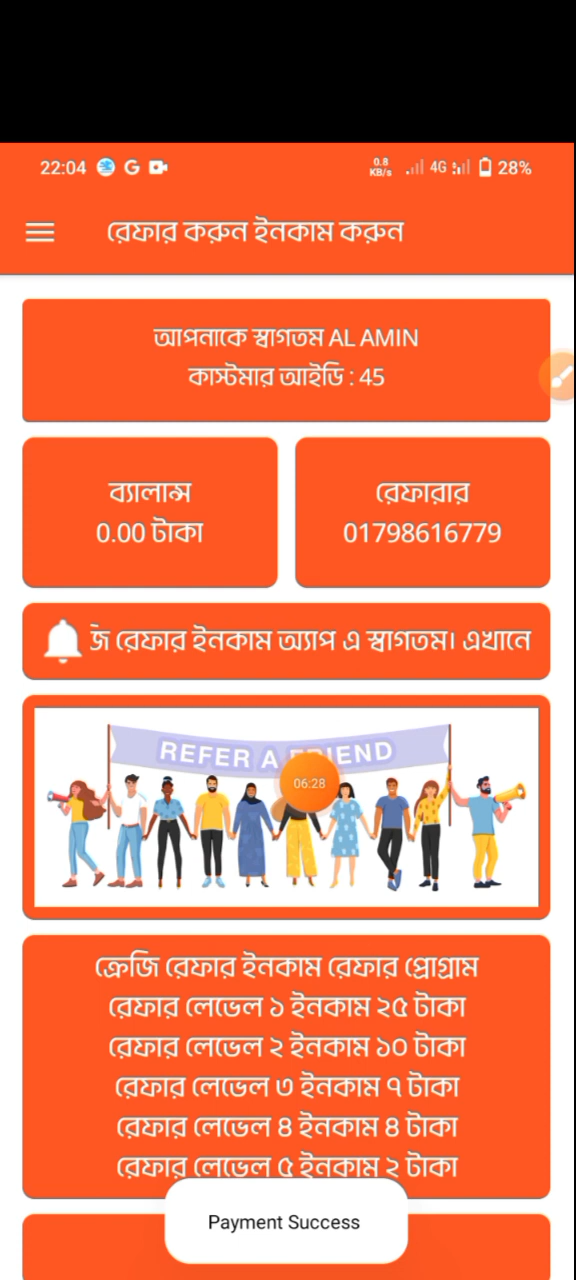 22:04
0.8
KB/s
4G
28%
রেফার করুন ইনকাম করুন
আপনাকে স্বাগতম AL AMIN
কাস্টমার আইডি : 45
ব্যালান্স
0.00 টাকা
রেফারার
01798616779
জি রেফার ইনকাম অ্যাপ এ স্বাগতম। এখানে
REFER A FRIEND
06:28
ক্রেজি রেফার ইনকাম রেফার প্রোগ্রাম
রেফার লেভেল ১ ইনকাম ২৫ টাকা
রেফার লেভেল ২ ইনকাম ১০ টাকা
রেফার লেভেল ৩ ইনকাম ৭ টাকা
রেফার লেভেল ৪ ইনকাম ৪ টাকা
রেফার লেভেল ৫ ইনকাম ২ টাকা
Payment Success